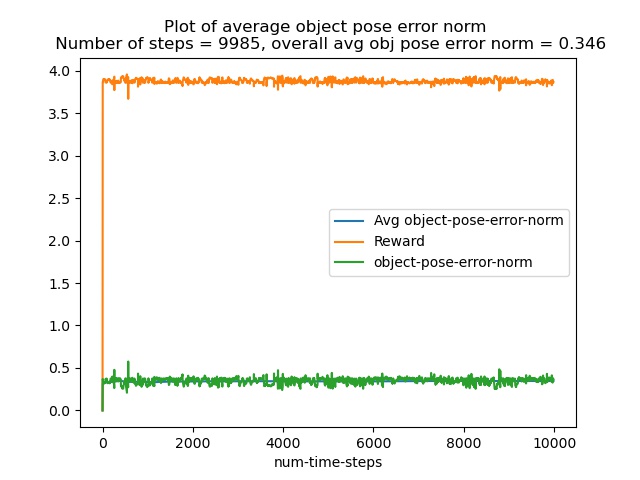 Plot of average object pose error norm
Number of steps = 9985, overall avg obj pose error norm = 0.346
4.0
3.5
3.0
2.5
2.0
1.5
1.0
0.5
0.0
Avg object-pose-error-norm
Reward
object-pose-error-norm
0 2000 4000 6000 8000 10000
num-time-steps